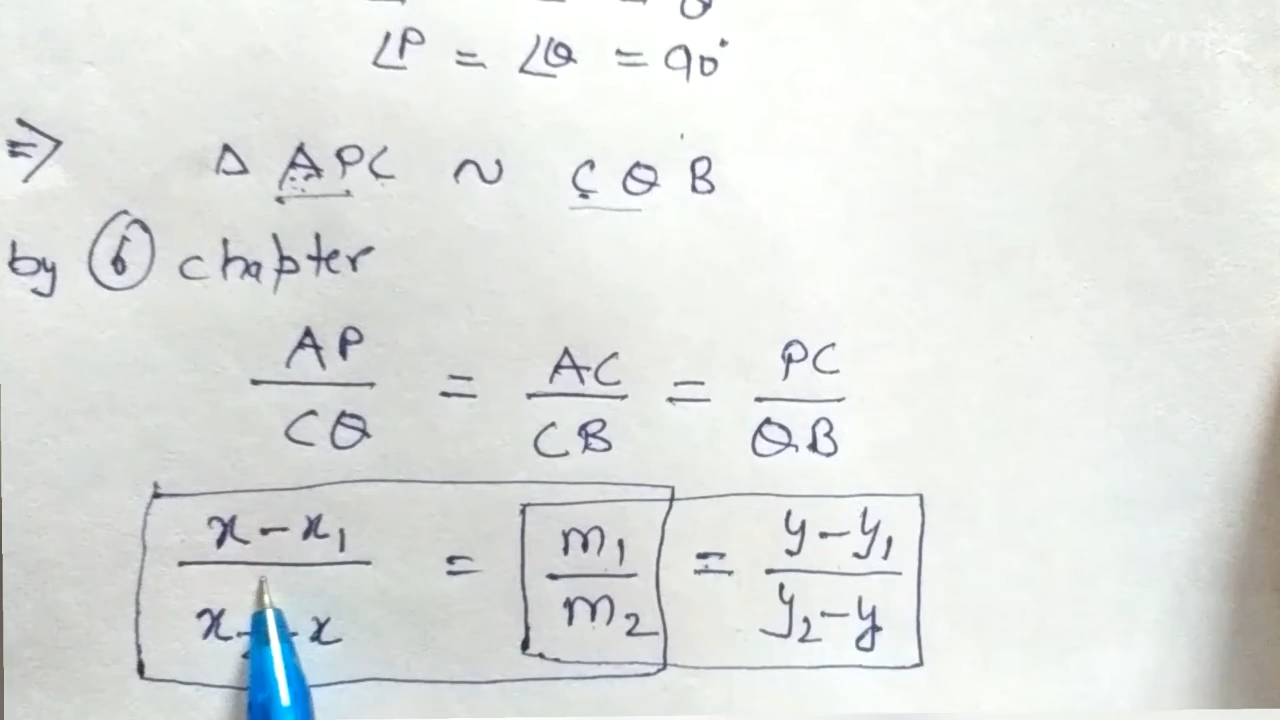 ∠P = ∠Q = 90°
⇒ Δ APC ~ CQB
by ⑥ chapter
AP/CQ = AC/CB = PC/QB
x-x₁/x₂-x = m₁/m₂ = y-y₁/y₂-y